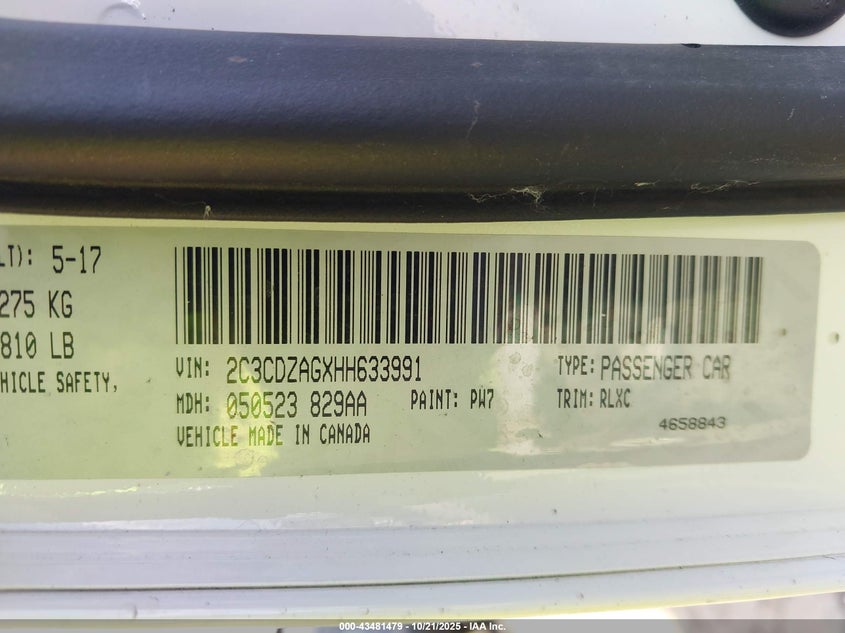 LT): 5-17
275 KG
810 LB
HICLE SAFETY,
VIN: 2C3CDZAGXHH633991
TYPE: PASSENGER CAR
MDH: 050523 829AA
PAINT: PW7
TRIM: RLXC
VEHICLE MADE IN CANADA
4658843
000-43481479 - 10/21/2025 - IAA Inc.